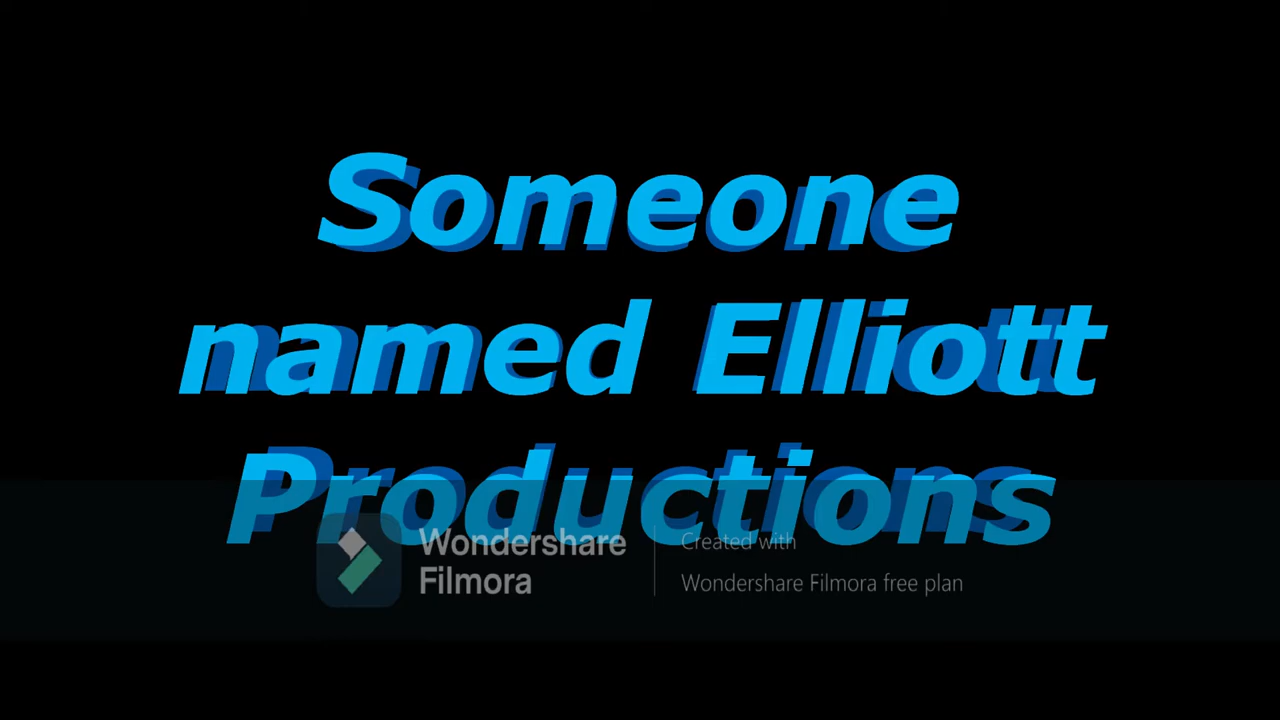 Someone
named Elliott
Productions
Wondershare
Filmora
Created with
Wondershare Filmora free plan